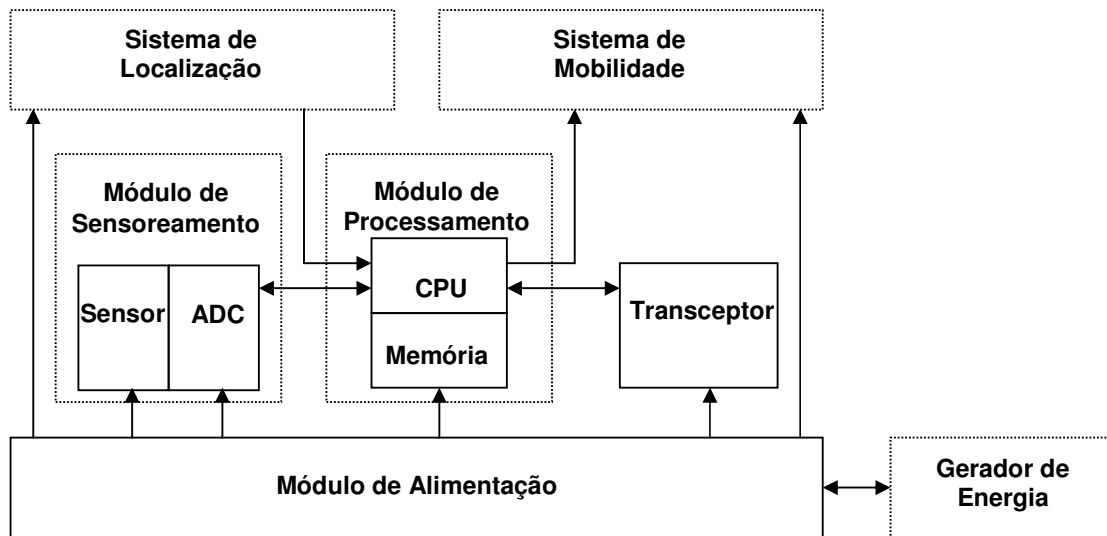 Sistema de
Localização
Sistema de
Mobilidade
Módulo de
Sensoreamento
Módulo de
Processamento
Sensor
ADC
CPU
Memória
Transceptor
Módulo de Alimentação
Gerador de
Energia